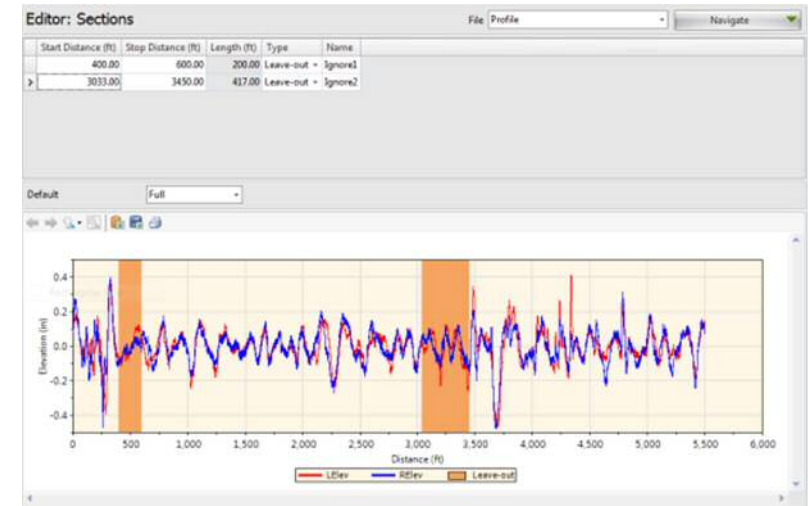 Editor: Sections File Profile Navigate
Start Distance (ft) Stop Distance (ft) Length (ft) Type Name
400.00 600.00 200.00 Leave-out Ignore1
3033.00 3450.00 417.00 Leave-out Ignore2
Default Full
0.4
0.2
0.0
-0.2
-0.4
Elevation (in)
0 500 1,000 1,500 2,000 2,500 3,000 3,500 4,000 4,500 5,000 5,500 6,000
Distance (ft)
LElev RElev Leave-out